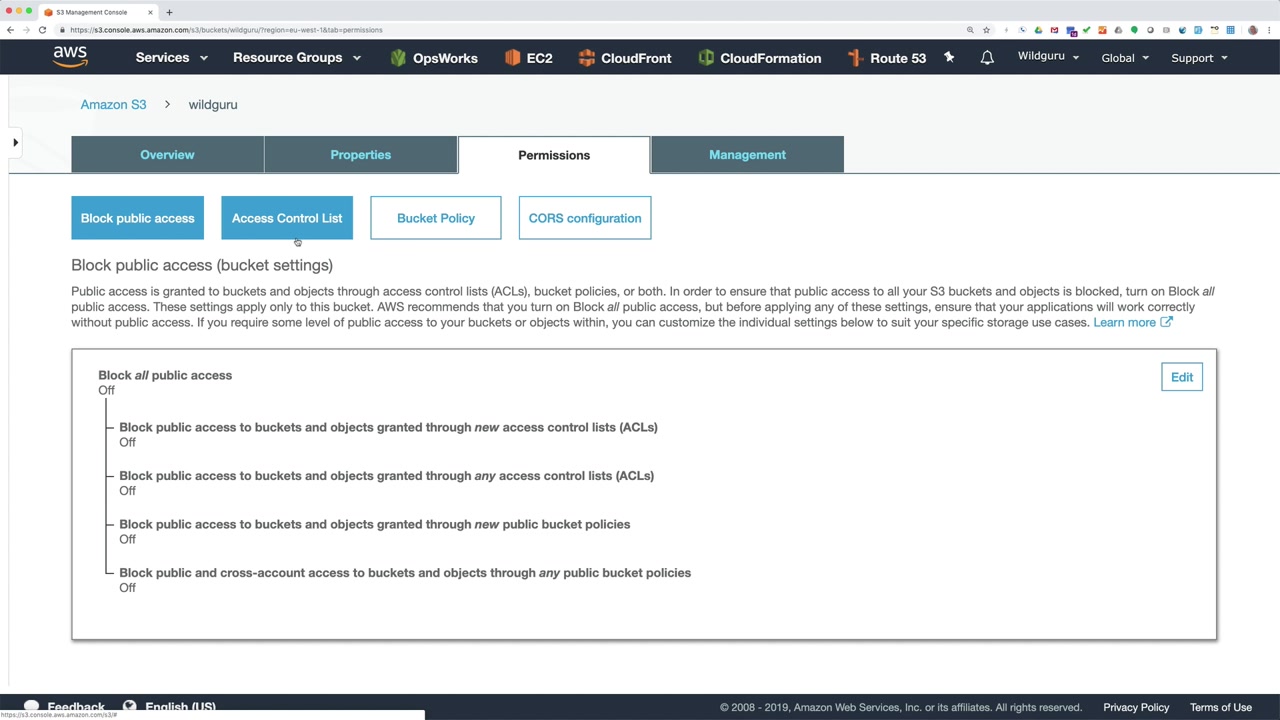 S3 Management Console
https://s3.console.aws.amazon.com/s3/buckets/wildguru/?region=eu-west-1&tab=permissions
aws Services Resource Groups OpsWorks EC2 CloudFront CloudFormation Route 53 Wildguru Global Support
Amazon S3 > wildguru
Overview Properties Permissions Management
Block public access Access Control List Bucket Policy CORS configuration
Block public access (bucket settings)
Public access is granted to buckets and objects through access control lists (ACLs), bucket policies, or both. In order to ensure that public access to all your S3 buckets and objects is blocked, turn on Block all
public access. These settings apply only to this bucket. AWS recommends that you turn on Block all public access, but before applying any of these settings, ensure that your applications will work correctly
without public access. If you require some level of public access to your buckets or objects within, you can customize the individual settings below to suit your specific storage use cases. Learn more
Block all public access
Edit
Off
Block public access to buckets and objects granted through new access control lists (ACLs)
Off
Block public access to buckets and objects granted through any access control lists (ACLs)
Off
Block public access to buckets and objects granted through new public bucket policies
Off
Block public and cross-account access to buckets and objects through any public bucket policies
Off
Feedback English (US) © 2008 - 2019, Amazon Web Services, Inc. or its affiliates. All rights reserved. Privacy Policy Terms of Use
https://s3.console.aws.amazon.com/s3/#